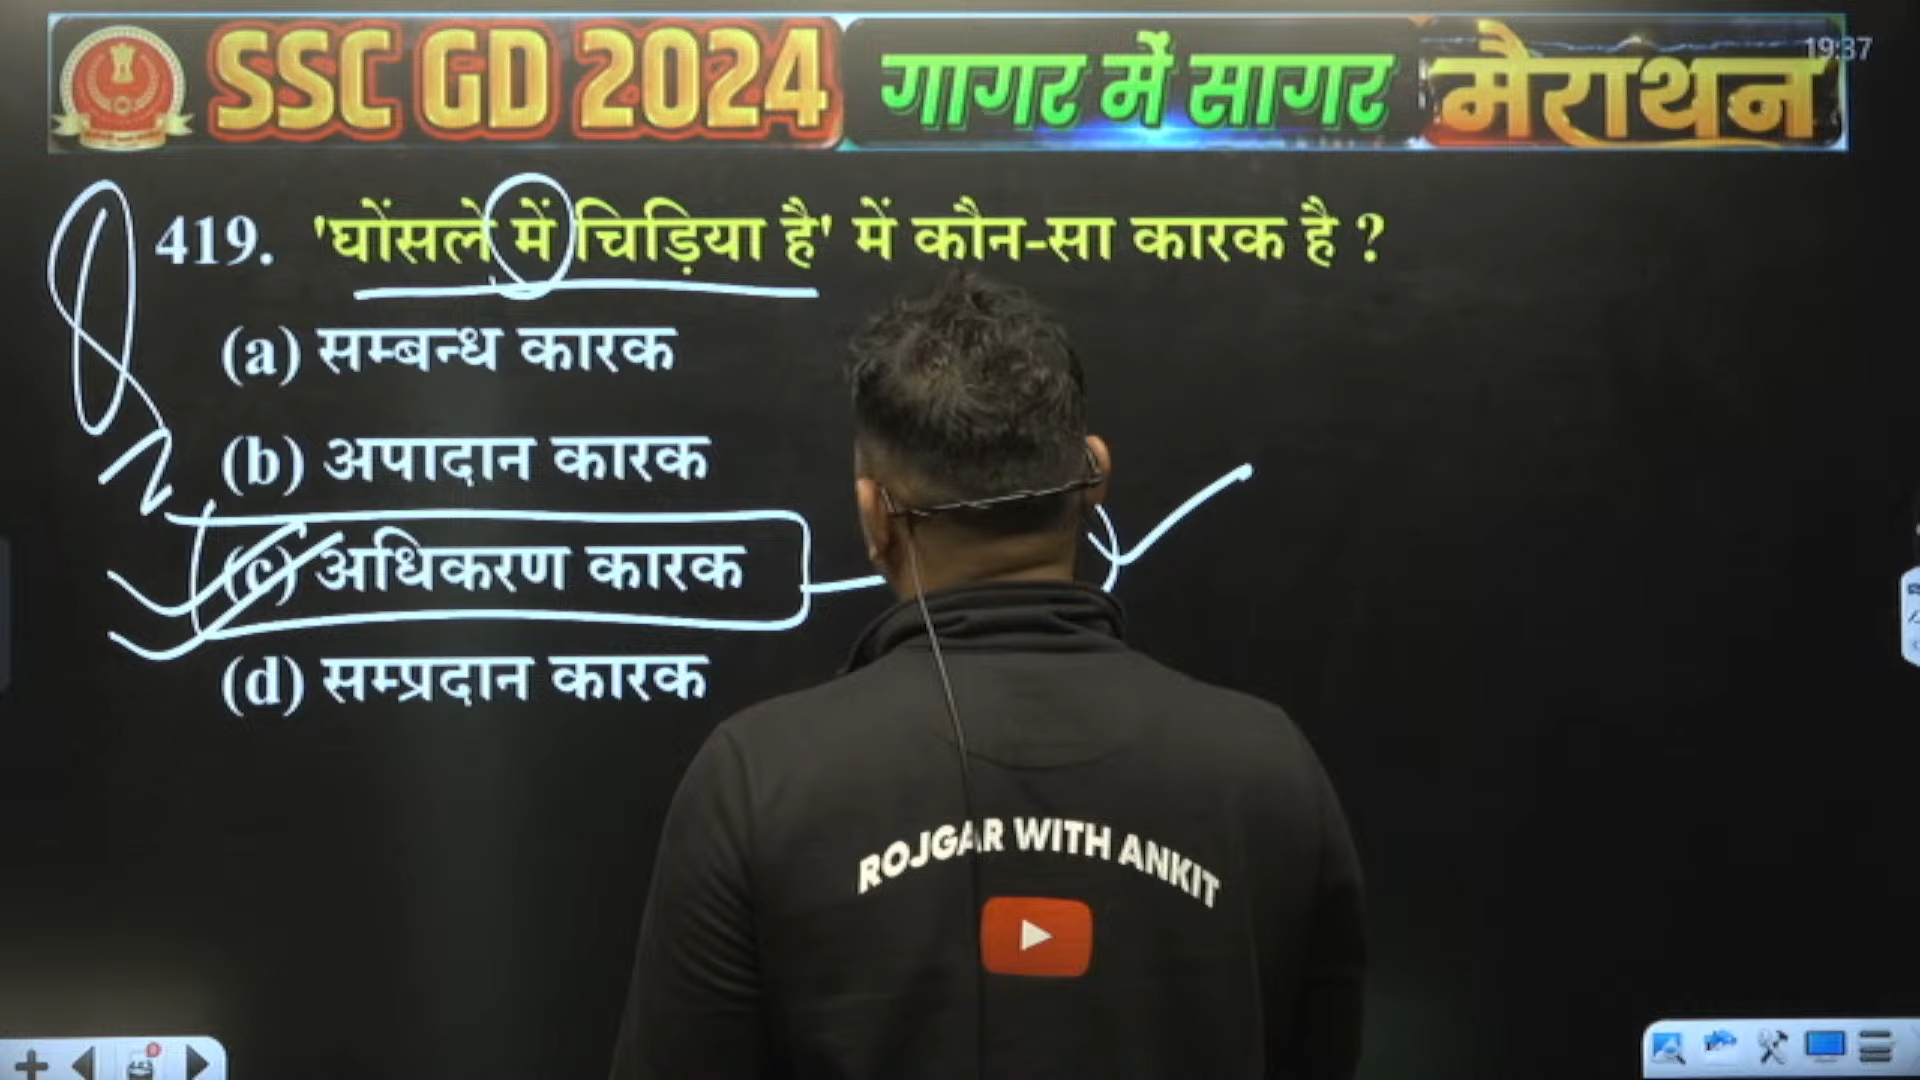 SSC GD 2024 गागर में सागर मैराथन
19:37
419. 'घोंसले में चिड़िया है' में कौन-सा कारक है ?
(a) सम्बन्ध कारक
(b) अपादान कारक
(c) अधिकरण कारक
(d) सम्प्रदान कारक
ROJGAR WITH ANKIT